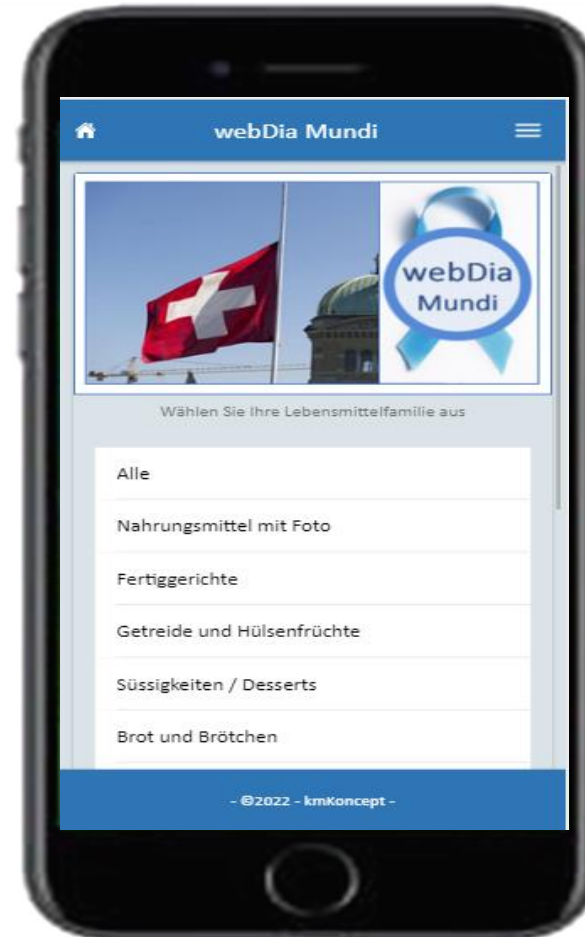 webDia Mundi
webDia
Mundi
Wählen Sie Ihre Lebensmittelfamilie aus
Alle
Nahrungsmittel mit Foto
Fertiggerichte
Getreide und Hülsenfrüchte
Süssigkeiten / Desserts
Brot und Brötchen
- ©2022 - kmKoncept -